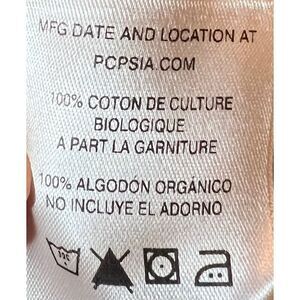 MFG DATE AND LOCATION AT
PCPSIA.COM
100% COTON DE CULTURE
BIOLOGIQUE
A PART LA GARNITURE
100% ALGODÓN ORGÁNICO
NO INCLUYE EL ADORNO